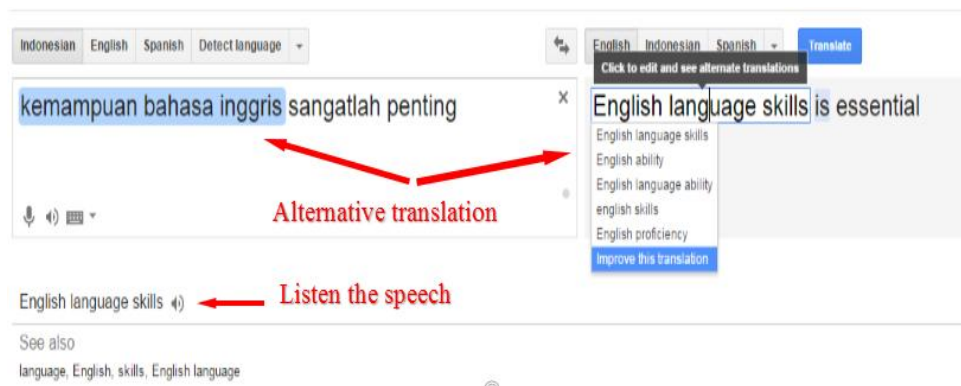 Indonesian English Spanish Detect language
English Indonesian Spanish Translate
Click to edit and see alternate translations
kemampuan bahasa inggris sangatlah penting
English language skills is essential
English language skills
English ability
English language ability
english skills
English proficiency
Improve this translation
Alternative translation
English language skills
Listen the speech
See also
language, English, skills, English language